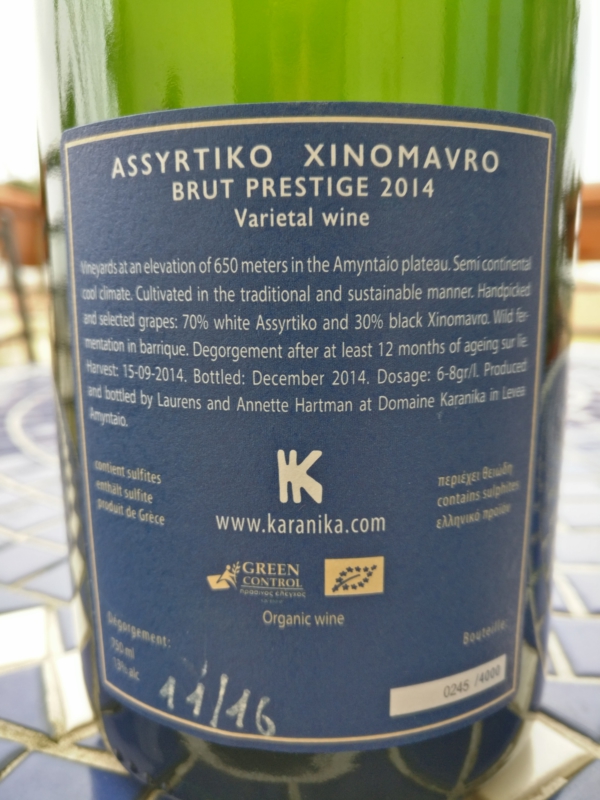 ASSYRTIKO XINOMAVRO
BRUT PRESTIGE 2014
Varietal wine
Vineyards at an elevation of 650 meters in the Amyntaio plateau. Semi continental
cool climate. Cultivated in the traditional and sustainable manner. Handpicked
and selected grapes: 70% white Assyrtiko and 30% black Xinomavro. Wild fer-
mentation in barrique. Degorgement after at least 12 months of ageing sur lie.
Harvest: 15-09-2014. Bottled: December 2014. Dosage: 6-8gr/l. Produced
and bottled by Laurens and Annette Hartman at Domaine Karanika in Levea
Amyntaio.
contient sulfites
enthält sulfite
produit de Grèce
περιέχει θειώδη
contains sulphites
ελληνικό προϊόν
www.karanika.com
GREEN
CONTROL
πράσινος έλεγχος
Organic wine
Dégorgement:
750 ml
13% alc
11/16
Bouteille:
0245 /4000